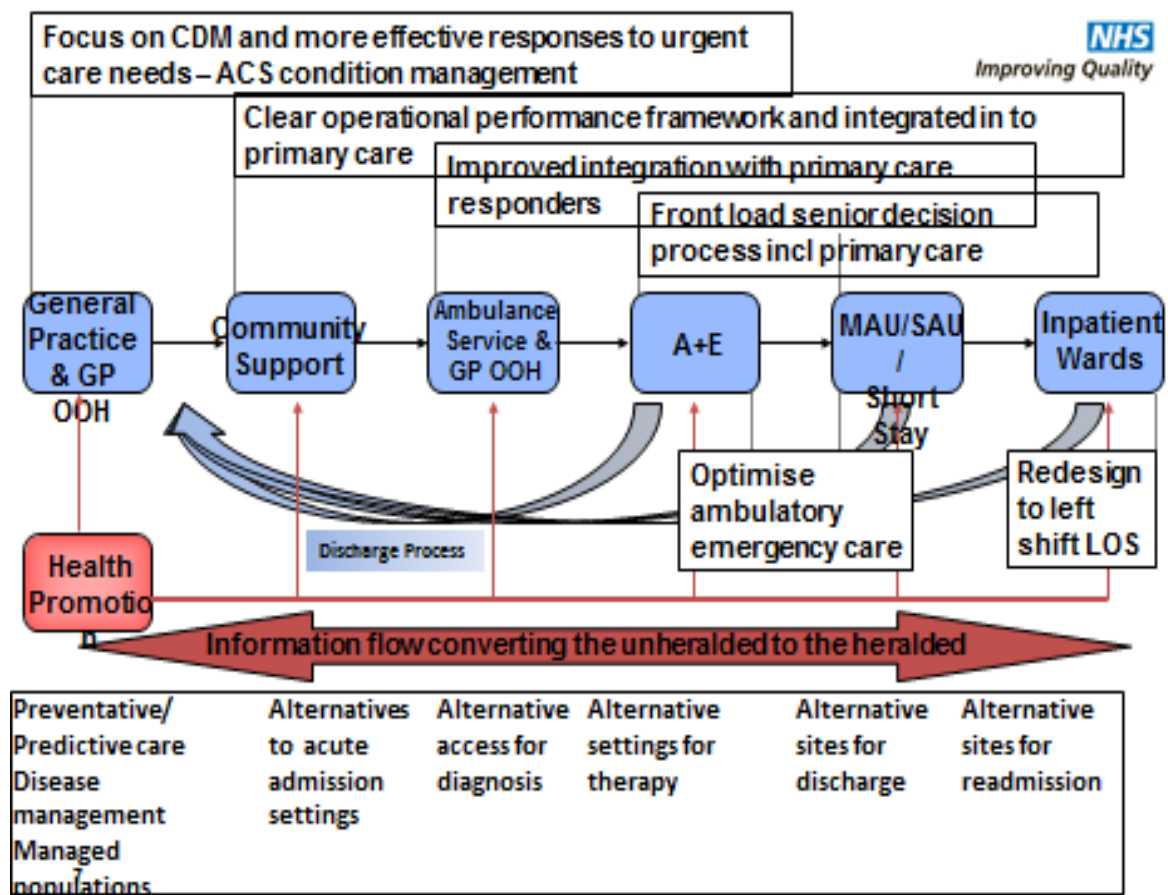 Focus on CDM and more effective responses to urgent
care needs – ACS condition management
NHS
Improving Quality
Clear operational performance framework and integrated in to
primary care
Improved integration with primary care
responders
Front load senior decision
process incl primary care
General
Practice
& GP
OOH
Community
Support
Ambulance
Service &
GP OOH
A+E
MAU/SAU
/
Short
Stay
Inpatient
Wards
Optimise
ambulatory
emergency care
Redesign
to left
shift LOS
Discharge Process
Health
Promotio
n
Information flow converting the unheralded to the heralded
Preventative/
Predictive care
Disease
management
Managed
populations
Alternatives
to acute
admission
settings
Alternative
access for
diagnosis
Alternative
settings for
therapy
Alternative
sites for
discharge
Alternative
sites for
readmission
7